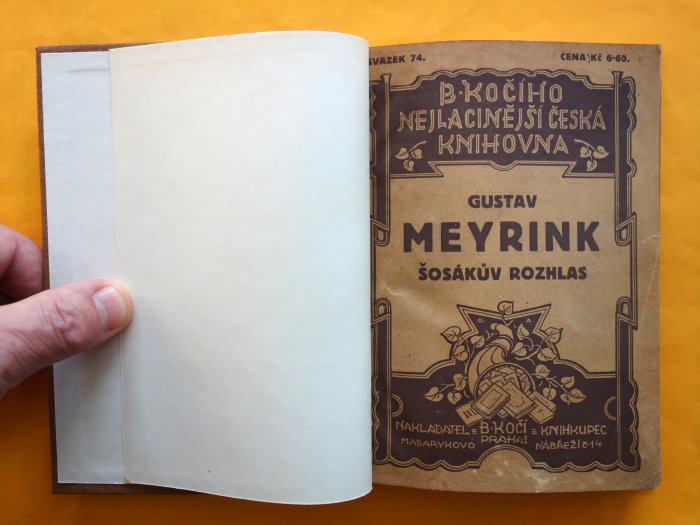 SVAZEK 74. CENA Kč 6·60.
B·KOČÍHO
NEJLACINĚJŠÍ ČESKÁ
KNIHOVNA
GUSTAV
MEYRINK
ŠOSÁKŮV ROZHLAS
R. A.
NAKLADATEL = B·KOČÍ = KNIHKUPEC
MASARYKOVO PRAHA I NÁBŘEŽÍ č·14